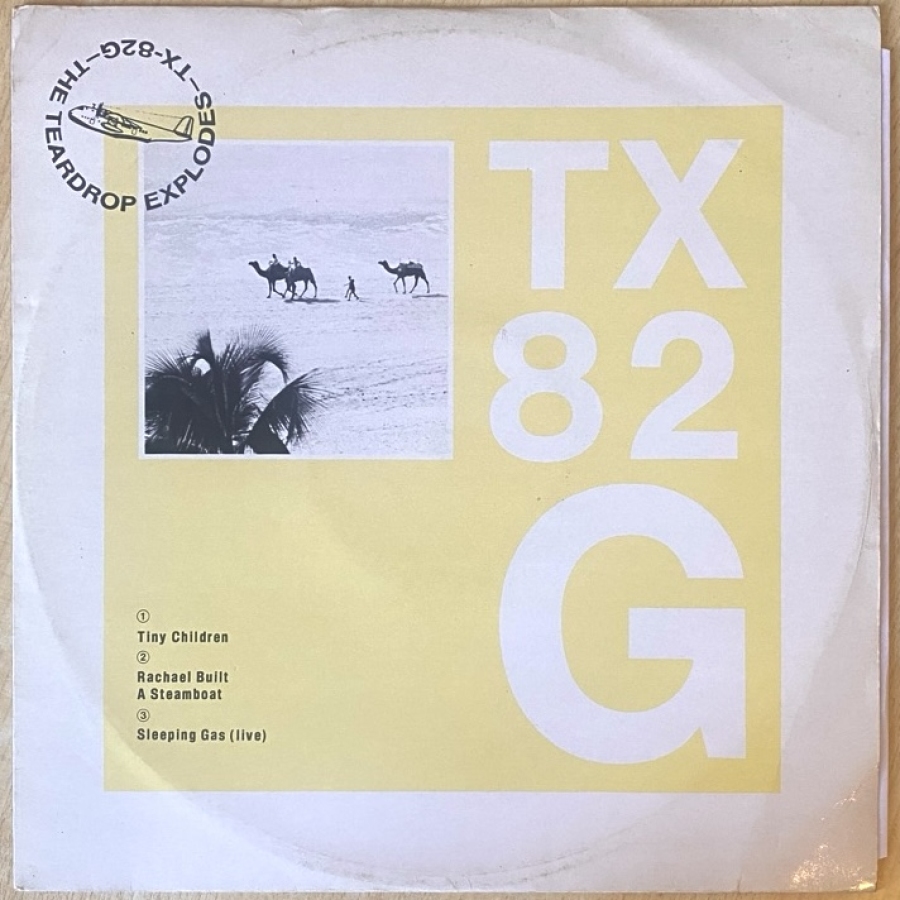 THE TEARDROP EXPLODES–TX-82G–
TX
82
G
①
Tiny Children
②
Rachael Built
A Steamboat
③
Sleeping Gas (live)